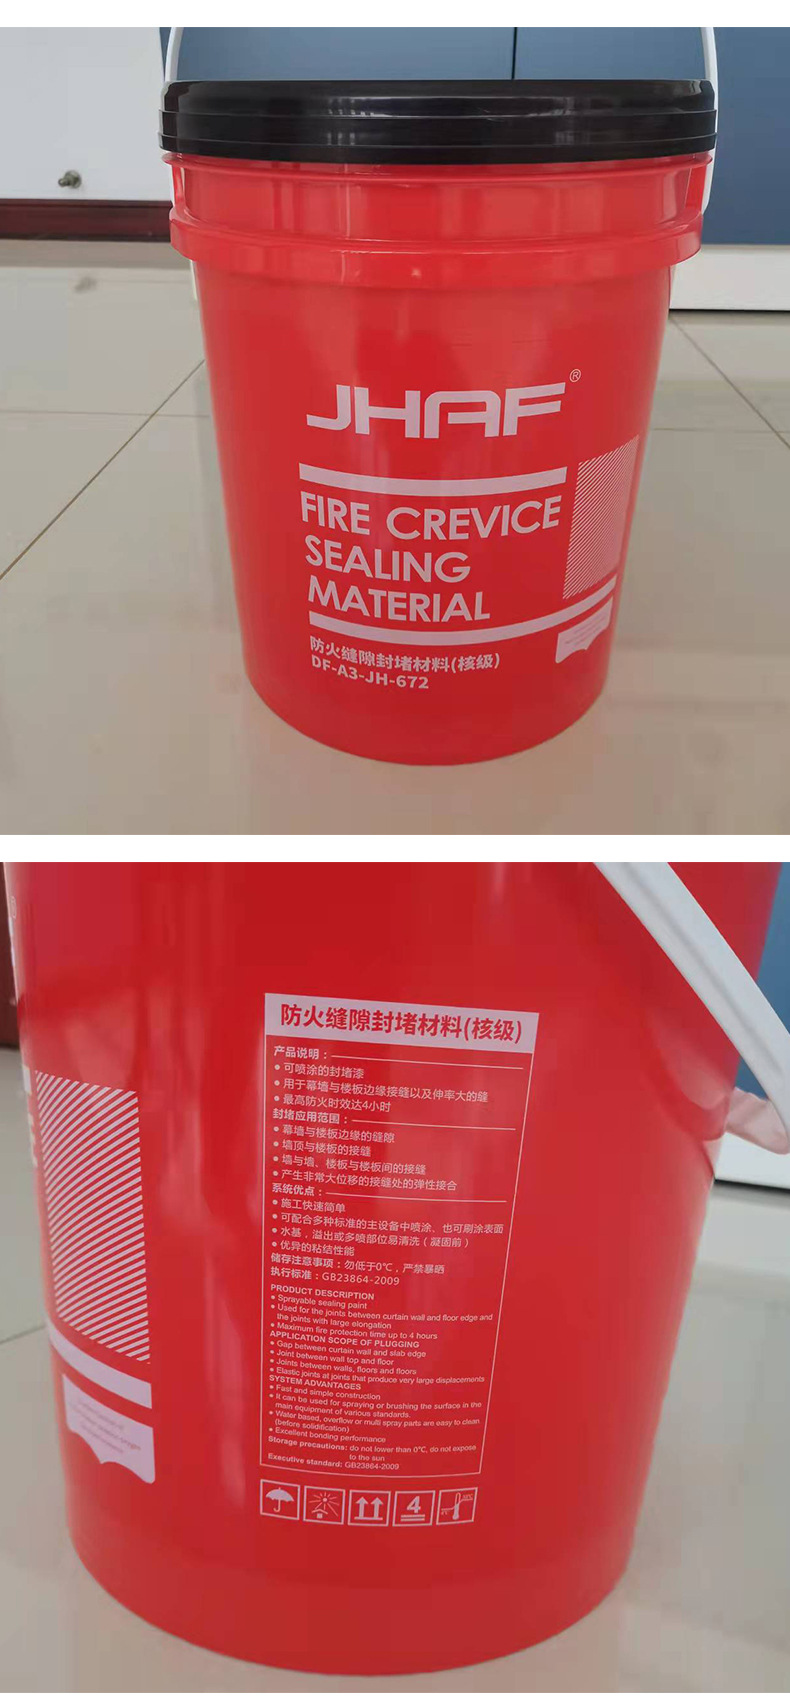 JHAF®
FIRE CREVICE
SEALING
MATERIAL
防火缝隙封堵材料(核级)
DF-A3-JH-672
防火缝隙封堵材料(核级)
产品说明：
● 可喷涂的封堵漆
● 用于幕墙与楼板边缘接缝以及伸率大的缝
● 最高防火时效达4小时
封堵应用范围：
● 幕墙与楼板边缘的缝隙
● 墙顶与楼板的接缝
● 墙与墙、楼板与楼板间的接缝
● 产生非常大位移的接缝处的弹性接合
系统优点：
● 施工快速简单
● 可配合多种标准的主设备中喷涂、也可刷涂表面
● 水基，溢出或多喷部位易清洗（凝固前）
● 优异的粘结性能
储存注意事项：勿低于0℃，严禁暴晒
执行标准：GB23864-2009
PRODUCT DESCRIPTION
● Sprayable sealing paint
● Used for the joints between curtain wall and floor edge and
the joints with large elongation
● Maximum fire protection time up to 4 hours
APPLICATION SCOPE OF PLUGGING
● Gap between curtain wall and slab edge
● Joint between wall top and floor
● Joints between walls, floors and floors
● Elastic joints at joints that produce very large displacements
SYSTEM ADVANTAGES
● Fast and simple construction
● It can be used for spraying or brushing the surface in the
main equipment of various standards.
● Water based, overflow or multi spray parts are easy to clean
(before solidification)
● Excellent bonding performance
Storage precautions: do not lower than 0℃, do not expose
to the sun
Executive standard: GB23864-2009
4